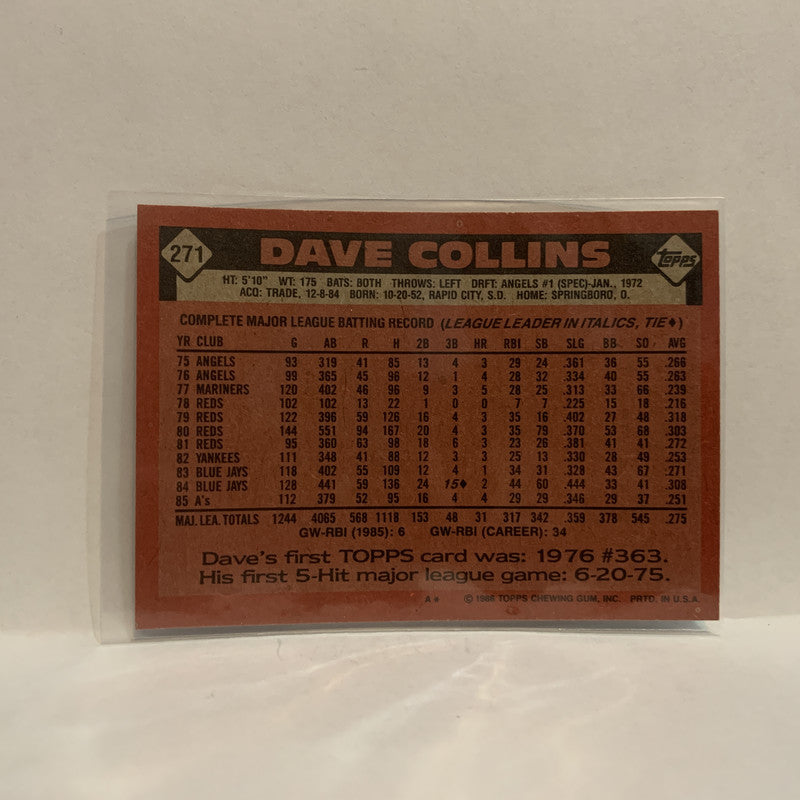 271 DAVE COLLINS topps
HT: 5'10" WT: 175 BATS: BOTH THROWS: LEFT DRFT: ANGELS #1 (SPEC)-JAN., 1972
ACQ: TRADE, 12-8-84 BORN: 10-20-52, RAPID CITY, S.D. HOME: SPRINGBORO, O.
COMPLETE MAJOR LEAGUE BATTING RECORD (LEAGUE LEADER IN ITALICS, TIE♦)
YR CLUB G AB R H 2B 3B HR RBI SB SLG BB SO AVG
75 ANGELS 93 319 41 85 13 4 3 29 24 .361 36 55 .266
76 ANGELS 99 365 45 96 12 1 4 28 32 .334 40 55 .263
77 MARINERS 120 402 46 96 9 3 5 28 25 .313 33 66 .239
78 REDS 102 102 13 22 1 0 0 7 7 .225 15 18 .216
79 REDS 122 396 59 126 16 4 3 35 16 .402 27 48 .318
80 REDS 144 551 94 167 20 4 3 35 79 .370 53 68 .303
81 REDS 95 360 63 98 18 6 3 23 26 .381 41 41 .272
82 YANKEES 111 348 41 88 12 3 3 25 13 .330 28 49 .253
83 BLUE JAYS 118 402 55 109 12 4 1 34 31 .328 43 67 .271
84 BLUE JAYS 128 441 59 136 24 15♦ 2 44 60 .444 33 41 .308
85 A's 112 379 52 95 16 4 4 29 29 .346 29 37 .251
MAJ. LEA. TOTALS 1244 4065 568 1118 153 48 31 317 342 .359 378 545 .275
GW-RBI (1985): 6 GW-RBI (CAREER): 34
Dave's first TOPPS card was: 1976 #363.
His first 5-Hit major league game: 6-20-75.
A* © 1986 TOPPS CHEWING GUM, INC. PRTD. IN U.S.A.